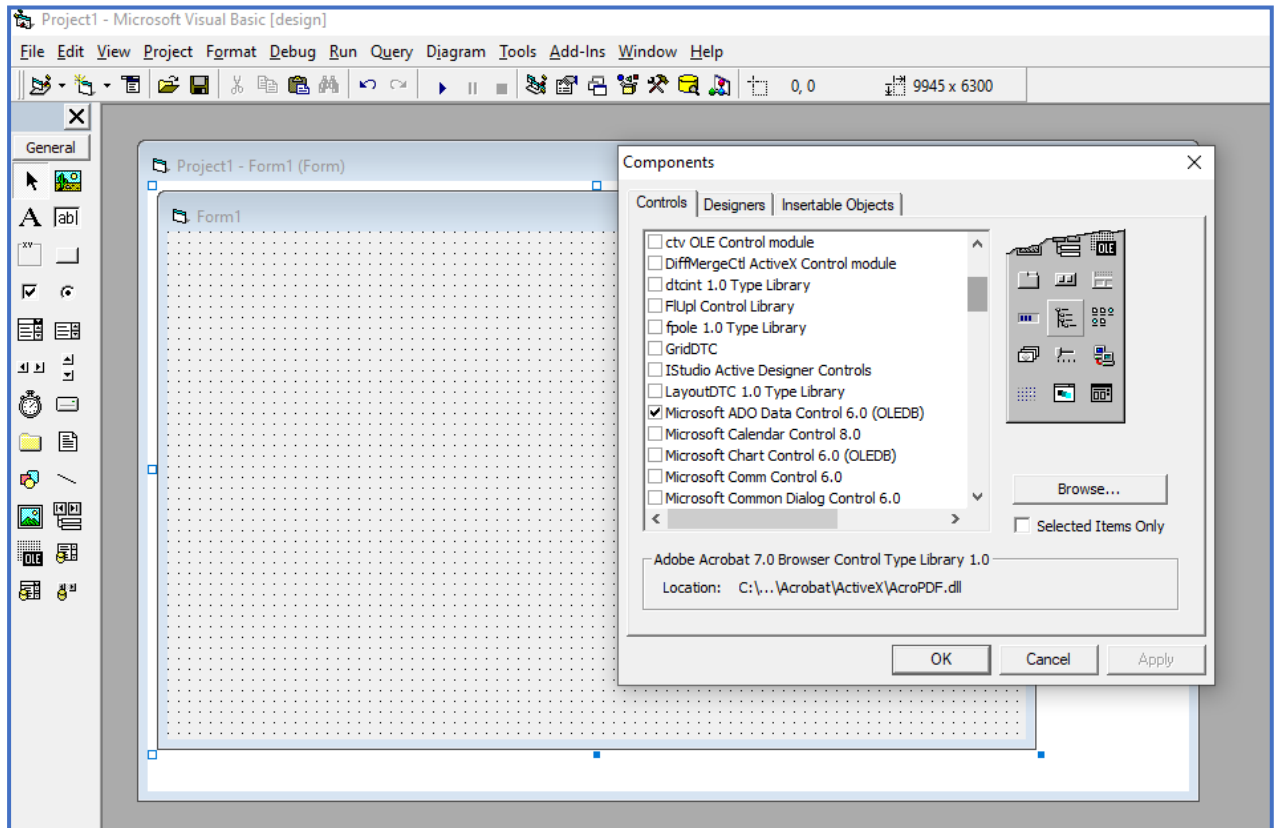 Project1 - Microsoft Visual Basic [design]
File Edit View Project Format Debug Run Query Diagram Tools Add-Ins Window Help
0, 0 9945 x 6300
General
Project1 - Form1 (Form)
Form1
A
ab
XY
OLE
Components
Controls Designers Insertable Objects
ctv OLE Control module
DiffMergeCtl ActiveX Control module
dtcint 1.0 Type Library
FlUpl Control Library
fpole 1.0 Type Library
GridDTC
IStudio Active Designer Controls
LayoutDTC 1.0 Type Library
Microsoft ADO Data Control 6.0 (OLEDB)
Microsoft Calendar Control 8.0
Microsoft Chart Control 6.0 (OLEDB)
Microsoft Comm Control 6.0
Microsoft Common Dialog Control 6.0
OLE
Browse...
Selected Items Only
Adobe Acrobat 7.0 Browser Control Type Library 1.0
Location: C:\...\Acrobat\ActiveX\AcroPDF.dll
OK Cancel Apply